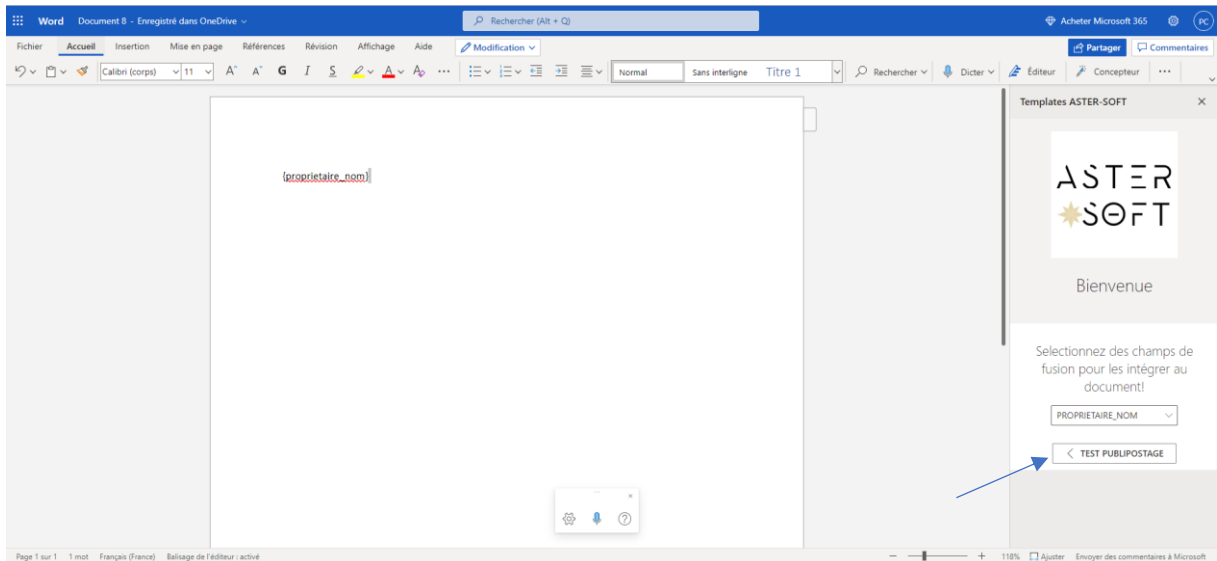 Word Document 8 - Enregistré dans OneDrive
Rechercher (Alt + Q)
Acheter Microsoft 365
PC
Fichier Accueil Insertion Mise en page Références Révision Affichage Aide Modification
Partager Commentaires
Calibri (corps) 11 A A G I S A Normal Sans interligne Titre 1 Rechercher Dicter Éditeur Concepteur
Templates ASTER-SOFT
{proprietaire_nom}
ASTER
SOFT
Bienvenue
Selectionnez des champs de
fusion pour les intégrer au
document!
PROPRIETAIRE_NOM
TEST PUBLIPOSTAGE
Page 1 sur 1 1 mot Français (France) Balisage de l'éditeur : activé
118% Ajuster Envoyer des commentaires à Microsoft